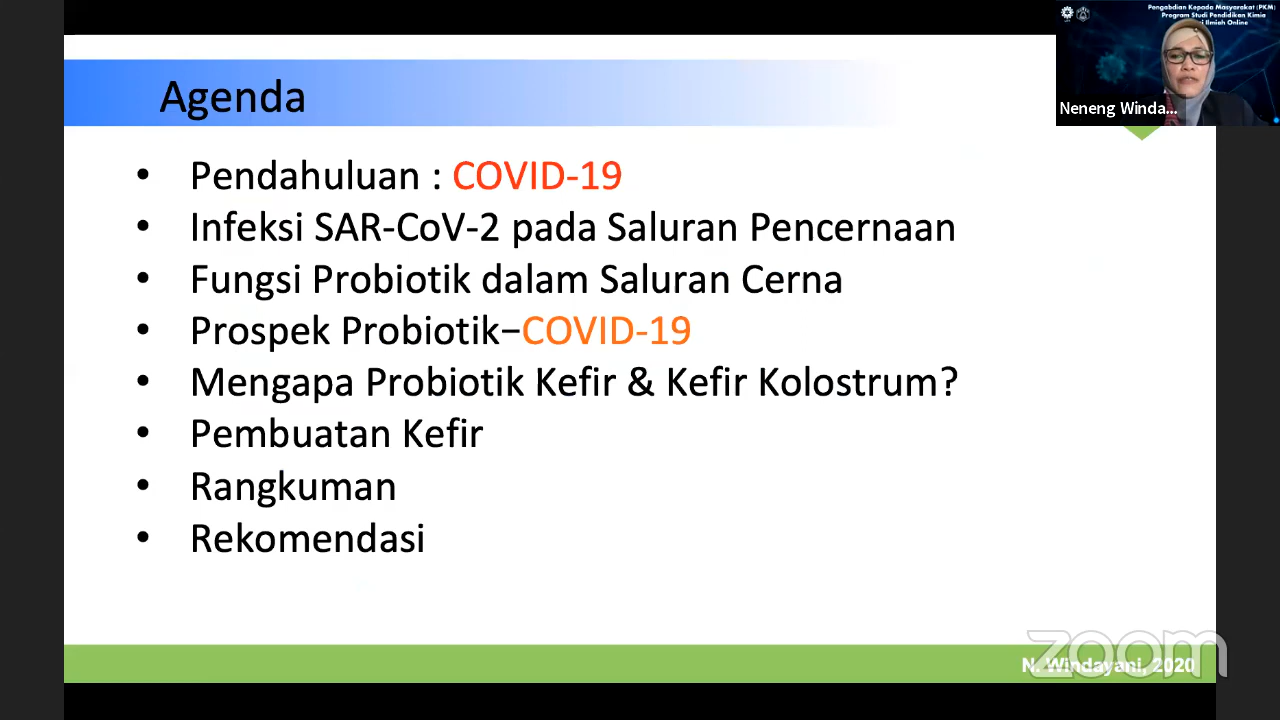 Agenda
• Pendahuluan : COVID-19
• Infeksi SAR-CoV-2 pada Saluran Pencernaan
• Fungsi Probiotik dalam Saluran Cerna
• Prospek Probiotik–COVID-19
• Mengapa Probiotik Kefir & Kefir Kolostrum?
• Pembuatan Kefir
• Rangkuman
• Rekomendasi
Pengabdian Kepada Masyarakat (PKM)
Program Studi Pendidikan Kimia
Ilmiah Online
Neneng Winda...
zoom
N. Windayani, 2020